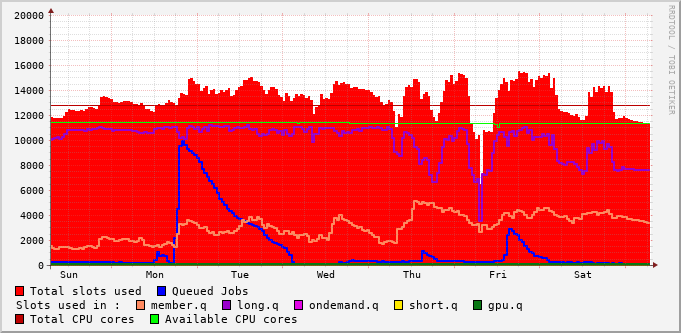 20000
18000
16000
14000
12000
10000
8000
6000
4000
2000
0
Sun Mon Tue Wed Thu Fri Sat
RRDTOOL / TOBI OETIKER
Total slots used Queued Jobs
Slots used in : member.q long.q ondemand.q short.q gpu.q
Total CPU cores Available CPU cores